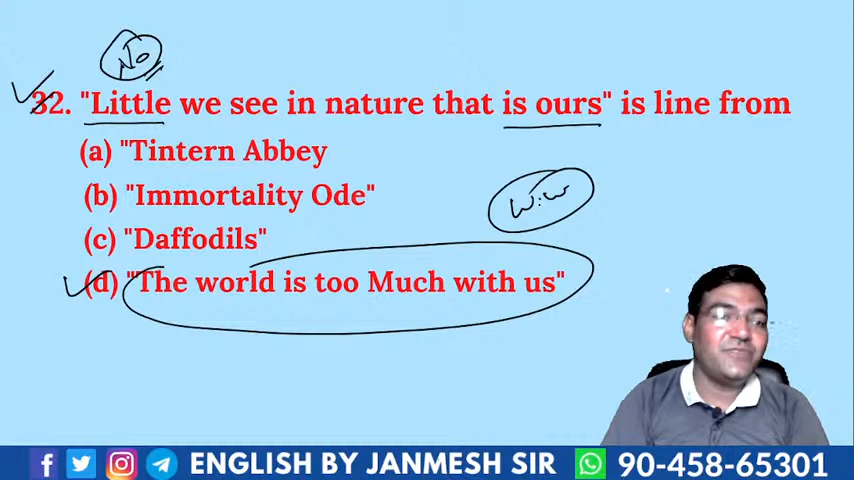 No
32. "Little we see in nature that is ours" is line from
(a) "Tintern Abbey
(b) "Immortality Ode"
W.W
(c) "Daffodils"
(d) "The world is too Much with us"
ENGLISH BY JANMESH SIR 90-458-65301